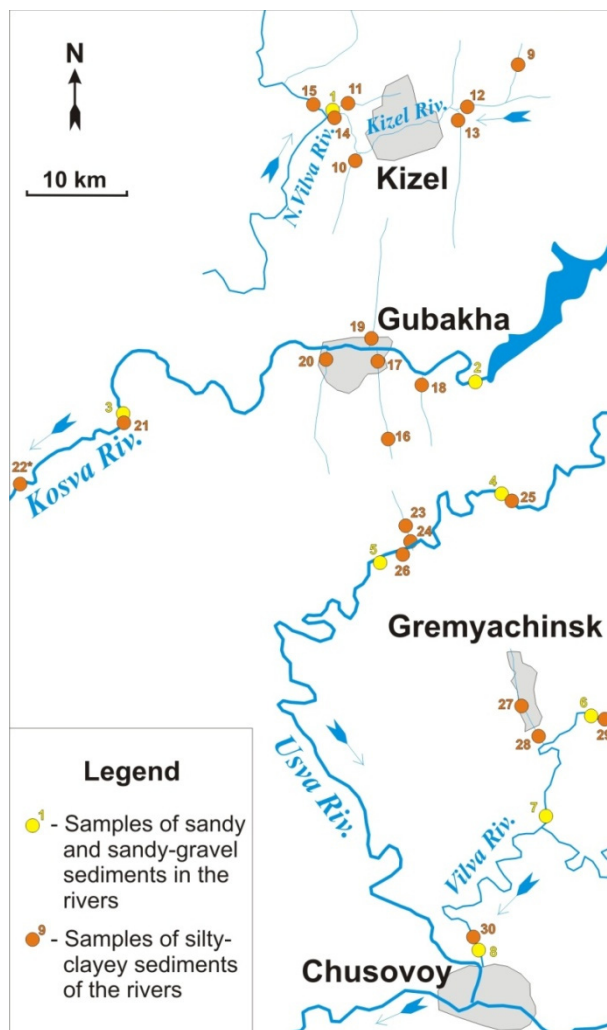 N
10 km
9
15
1
11
12
14
Kizel Riv.
13
10
N.Vilva Riv.
Kizel
Gubakha
19
20
17
2
18
3
21
16
22*
Kosva Riv.
4
25
23
24
5
26
Gremyachinsk
27
6
29
28
Usva Riv.
7
Vilva Riv.
30
8
Chusovoy
Legend
1 - Samples of sandy
and sandy-gravel
sediments in the
rivers
9 - Samples of silty-
clayey sediments
of the rivers